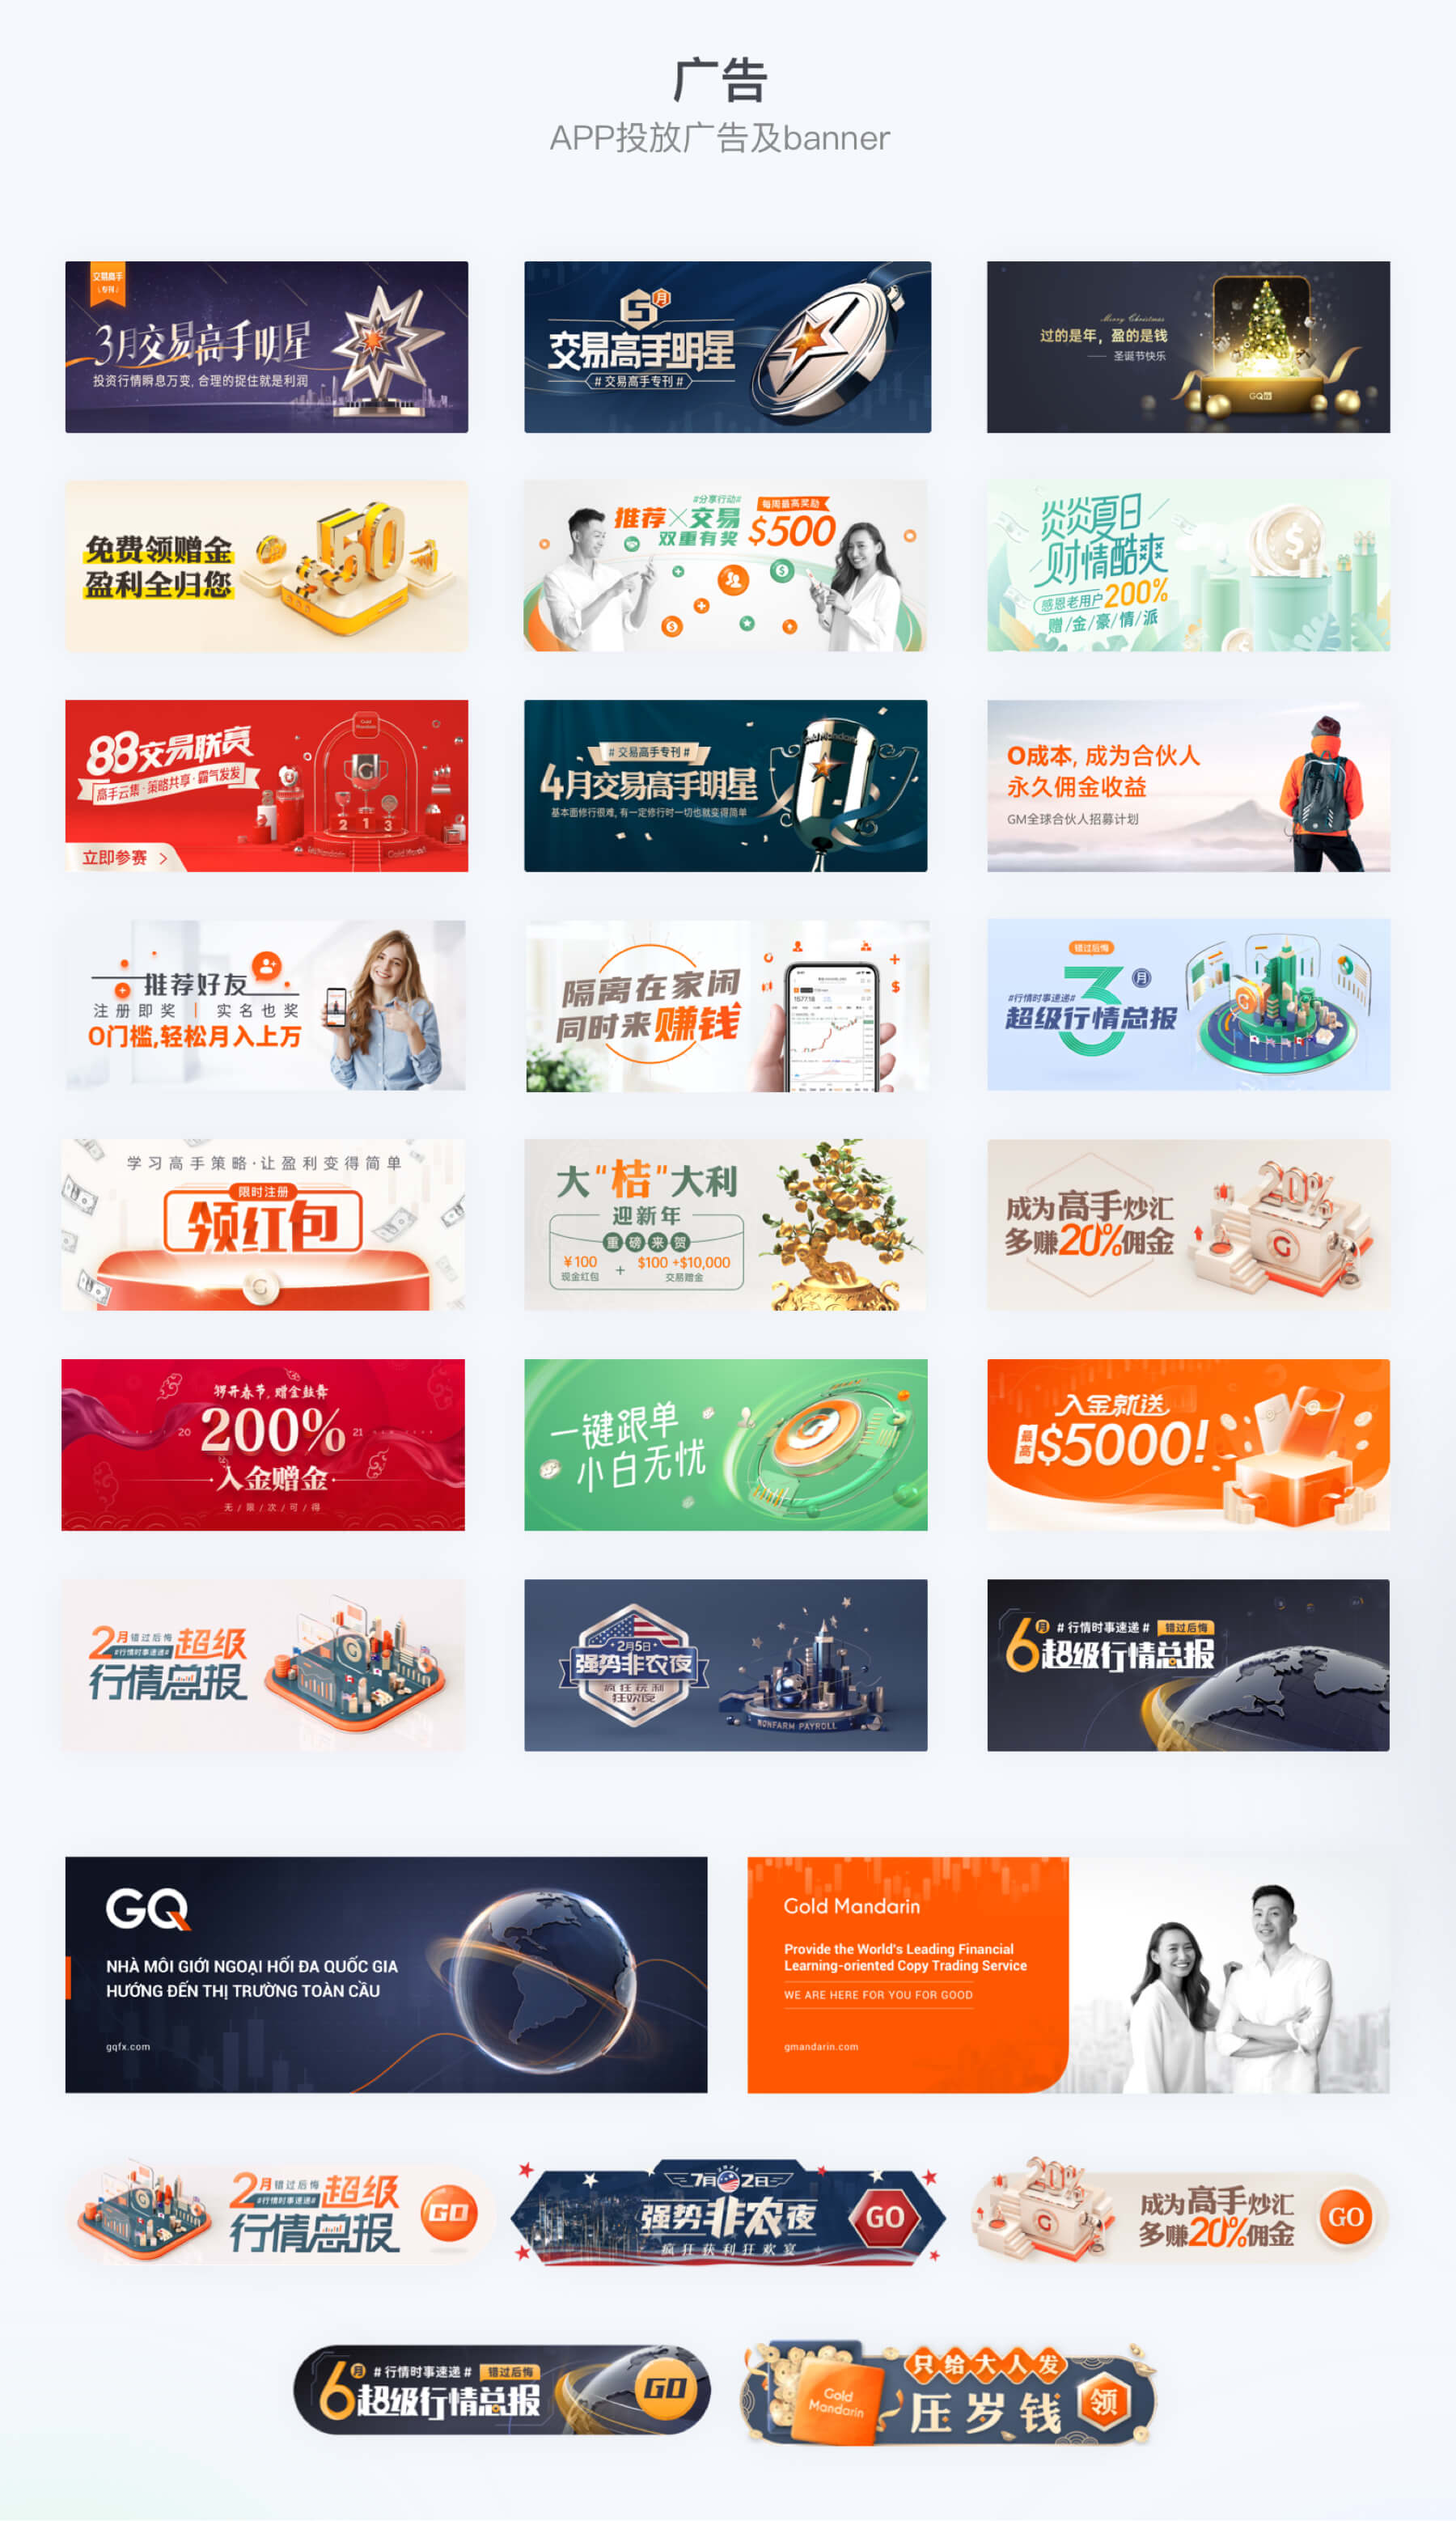 广告
APP投放广告及banner
交易高手
专刊
3月交易高手明星
投资行情瞬息万变, 合理的捉住就是利润
5月
交易高手明星
# 交易高手专刊 #
Merry Christmas
过的是年，盈的是钱
—— 圣诞节快乐
GQ
免费领赠金
盈利全归您
$50
#分享行动#
推荐×交易
双重有奖
每周最高奖励
$500
炎炎夏日
财情酷爽
感恩老用户200%
赠/金/豪/情/派
88交易联赛
高手云集·策略共享·霸气发发
立即参赛 >
Gold Mandarin
G
2 1 3
# 交易高手专刊 #
4月交易高手明星
基本面修行很难, 有一定修行时一切也就变得简单
Gold Mandarin
0成本, 成为合伙人
永久佣金收益
GM全球合伙人招募计划
推荐好友
注册即奖 | 实名也奖
0门槛,轻松月入上万
隔离在家闲
同时来赚钱
错过后悔
3月
#行情时事速递#
超级行情总报
学习高手策略·让盈利变得简单
限时注册
领红包
大“桔”大利
迎新年
重磅来贺
¥100 + $100 +$10,000
现金红包 交易赠金
成为高手炒汇
多赚20%佣金
20%
G
犇开春节, 赠金鼓舞
20 200% 21
·入金赠金·
无/限/次/可/得
一键跟单
小白无忧
G
入金就送
最高$5000!
2月错过后悔超级
#行情时事速递#
行情总报
2月5日
强势非农夜
疯狂获利
狂欢夜
NONFARM PAYROLL
6月 # 行情时事速递 # 错过后悔
超级行情总报
GQ
NHÀ MÔI GIỚI NGOẠI HỐI ĐA QUỐC GIA
HƯỚNG ĐẾN THỊ TRƯỜNG TOÀN CẦU
gqfx.com
Gold Mandarin
Provide the World's Leading Financial
Learning-oriented Copy Trading Service
WE ARE HERE FOR YOU FOR GOOD
gmandarin.com
2月错过后悔超级
#行情时事速递#
行情总报
GO
2021
7月2日
强势非农夜
疯狂获利狂欢宴
GO
20%
G
成为高手炒汇
多赚20%佣金
GO
6月 # 行情时事速递 # 错过后悔
超级行情总报
GO
Gold
Mandarin
只给大人发
压岁钱
领